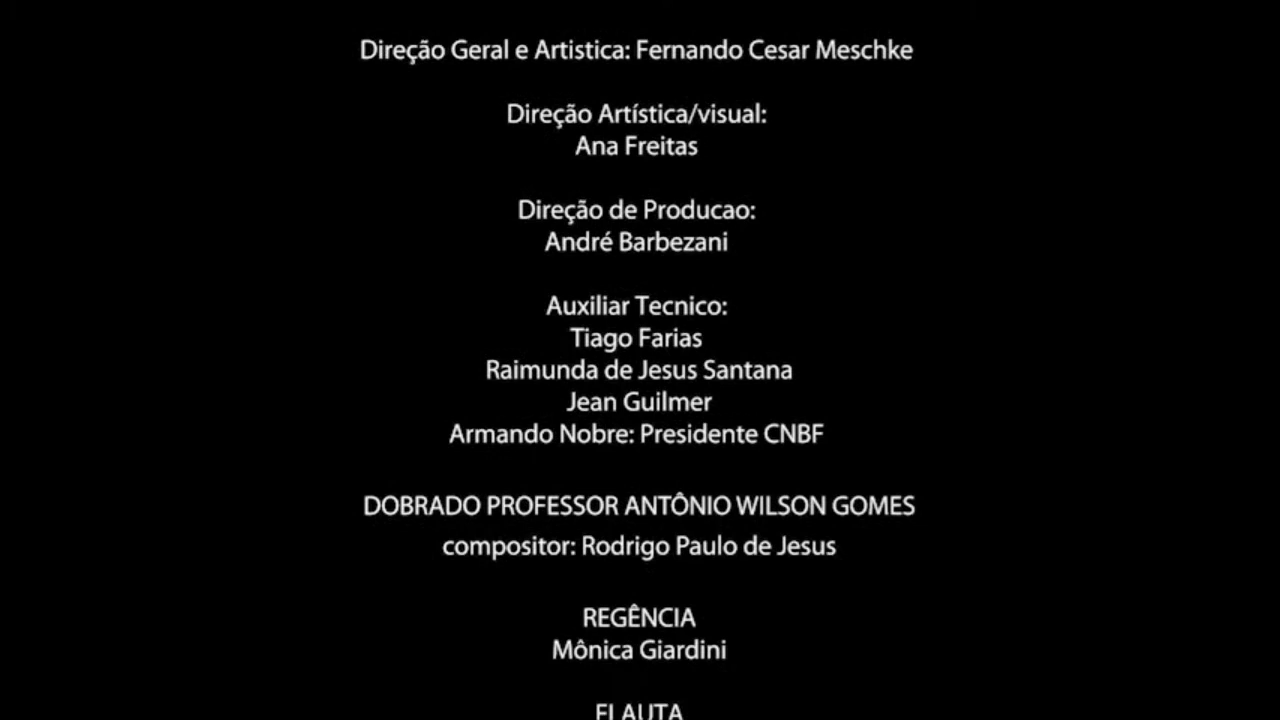 Direção Geral e Artistica: Fernando Cesar Meschke
Direção Artística/visual:
Ana Freitas
Direção de Producao:
André Barbezani
Auxiliar Tecnico:
Tiago Farias
Raimunda de Jesus Santana
Jean Guilmer
Armando Nobre: Presidente CNBF
DOBRADO PROFESSOR ANTÔNIO WILSON GOMES
compositor: Rodrigo Paulo de Jesus
REGÊNCIA
Mônica Giardini
FLAUTA